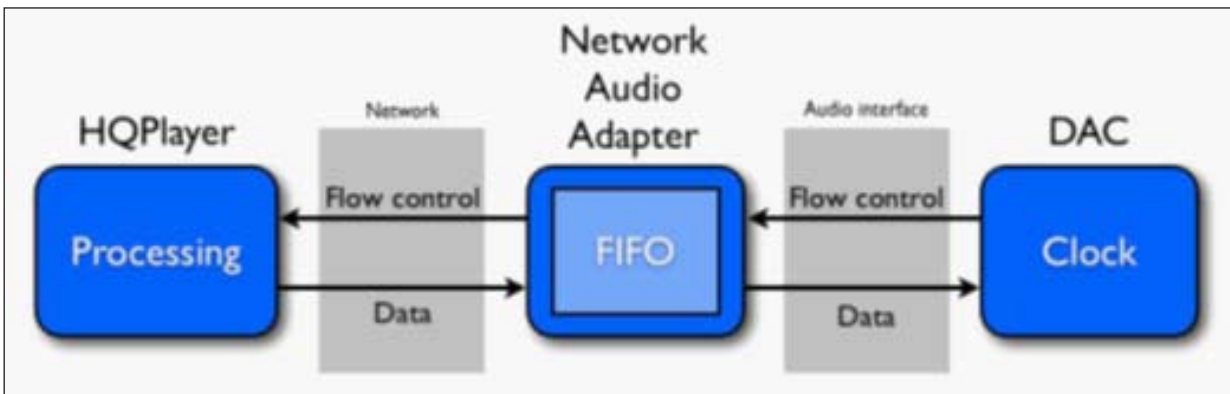 Network
Audio
Adapter
Network
Audio interface
HQPlayer
DAC
Flow control
Flow control
Processing
FIFO
Clock
Data
Data